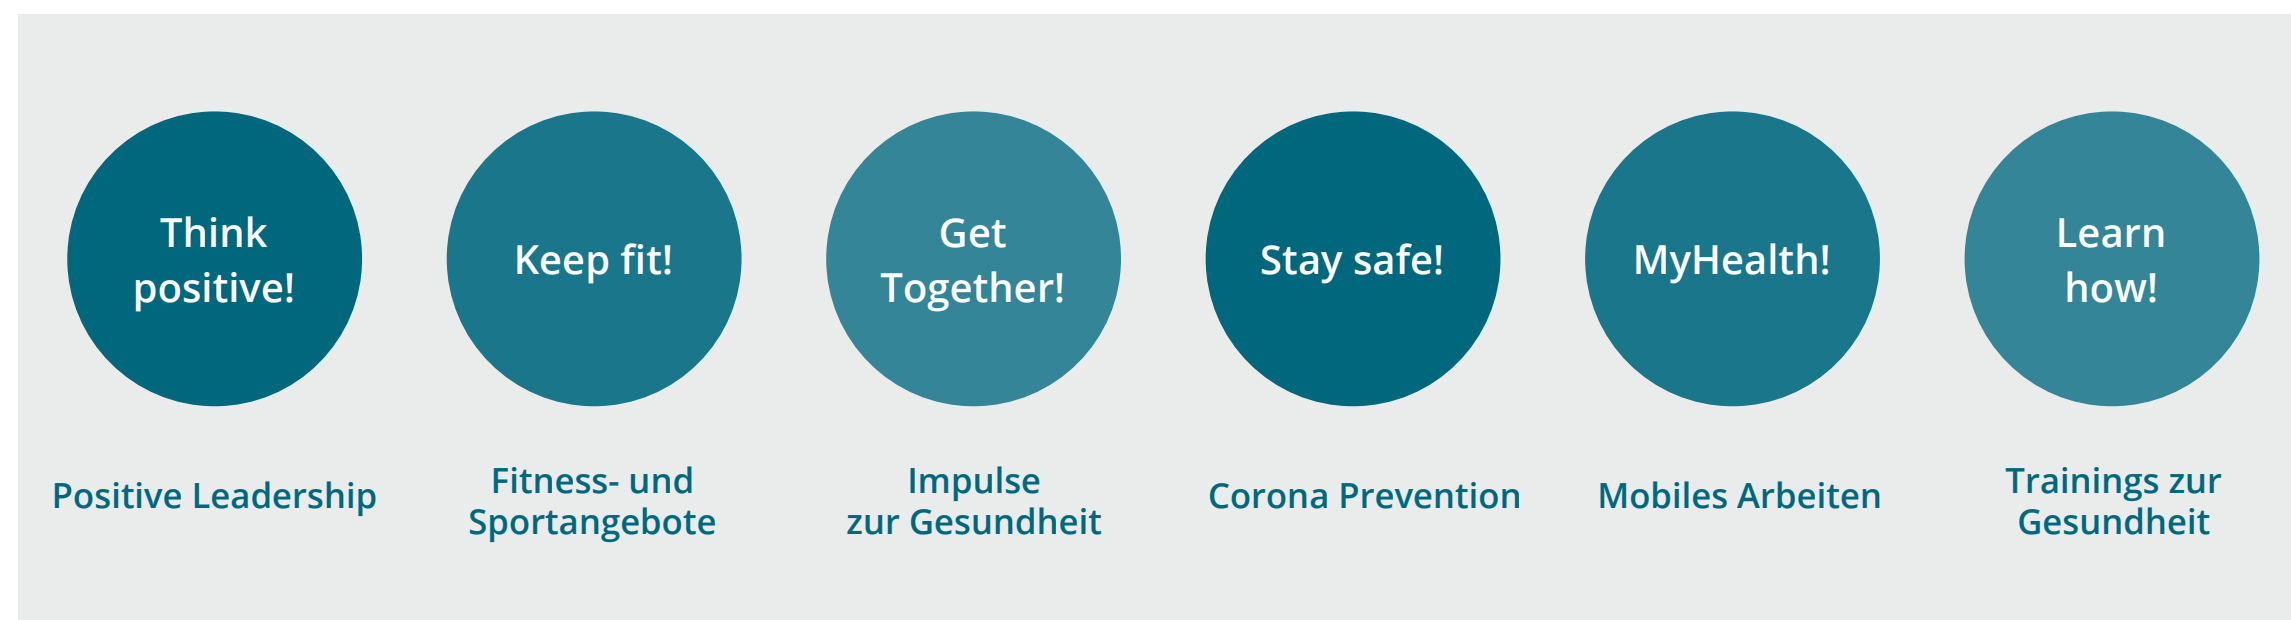 Think
positive!
Keep fit!
Get
Together!
Stay safe!
MyHealth!
Learn
how!
Positive Leadership
Fitness- und
Sportangebote
Impulse
zur Gesundheit
Corona Prevention
Mobiles Arbeiten
Trainings zur
Gesundheit